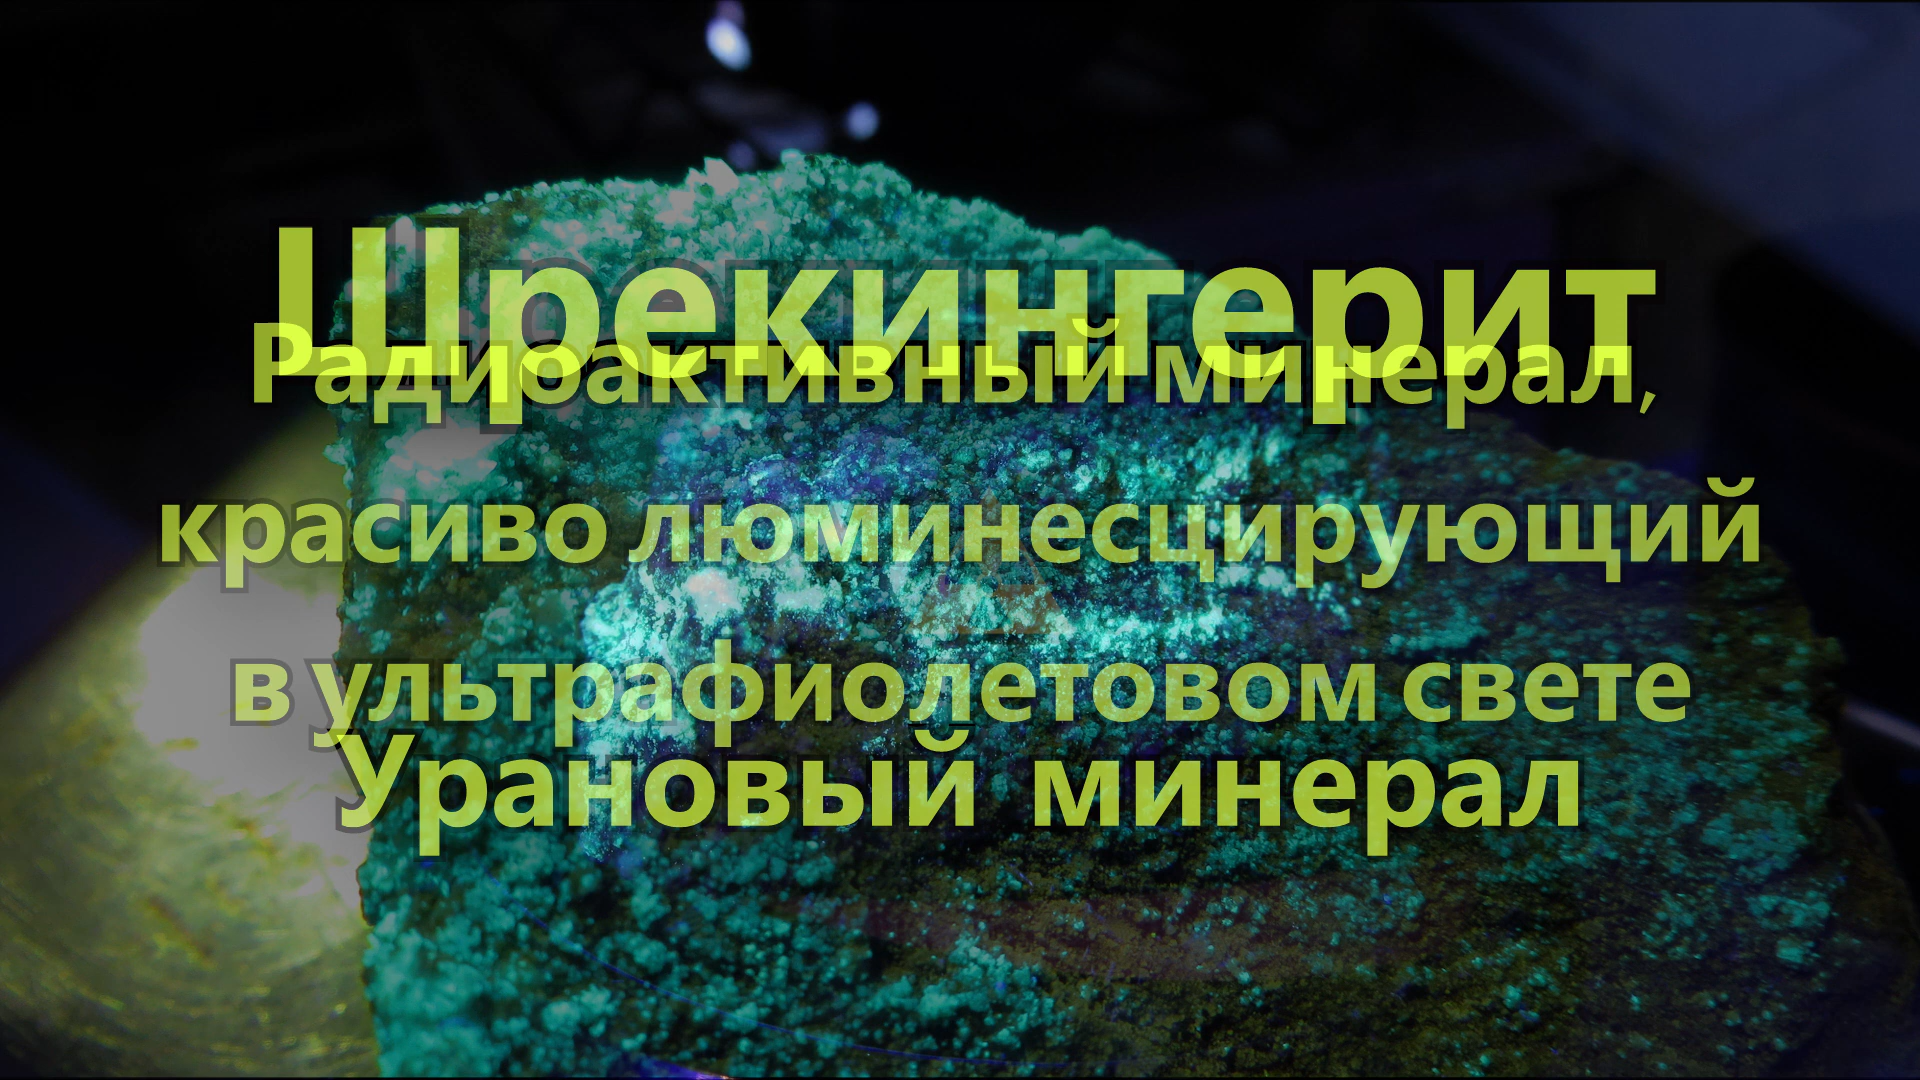 Шрекингерит
Радиоактивный минерал,
красиво люминесцирующий
в ультрафиолетовом свете
Урановый минерал